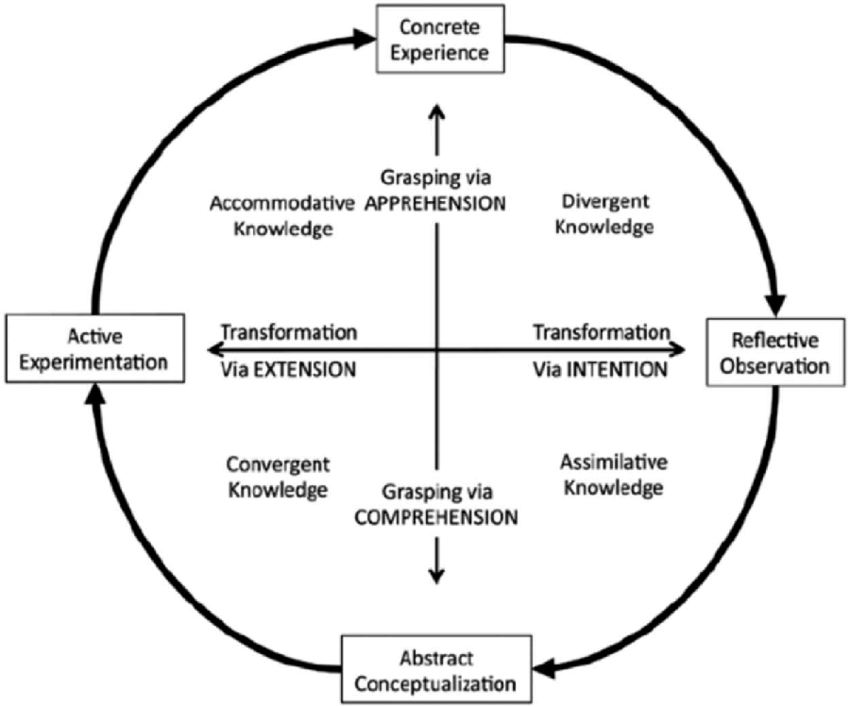 Concrete
Experience
Grasping via
APPREHENSION
Accommodative
Knowledge
Divergent
Knowledge
Active
Experimentation
Transformation
Via EXTENSION
Transformation
Via INTENTION
Reflective
Observation
Convergent
Knowledge
Grasping via
COMPREHENSION
Assimilative
Knowledge
Abstract
Conceptualization